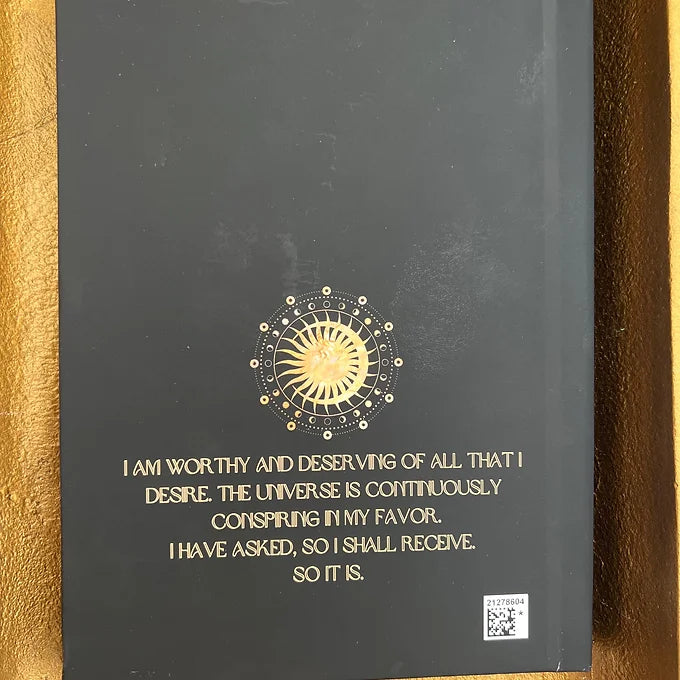 I AM WORTHY AND DESERVING OF ALL THAT I
DESIRE. THE UNIVERSE IS CONTINUOUSLY
CONSPIRING IN MY FAVOR.
I HAVE ASKED, SO I SHALL RECEIVE.
SO IT IS.
21278604
*